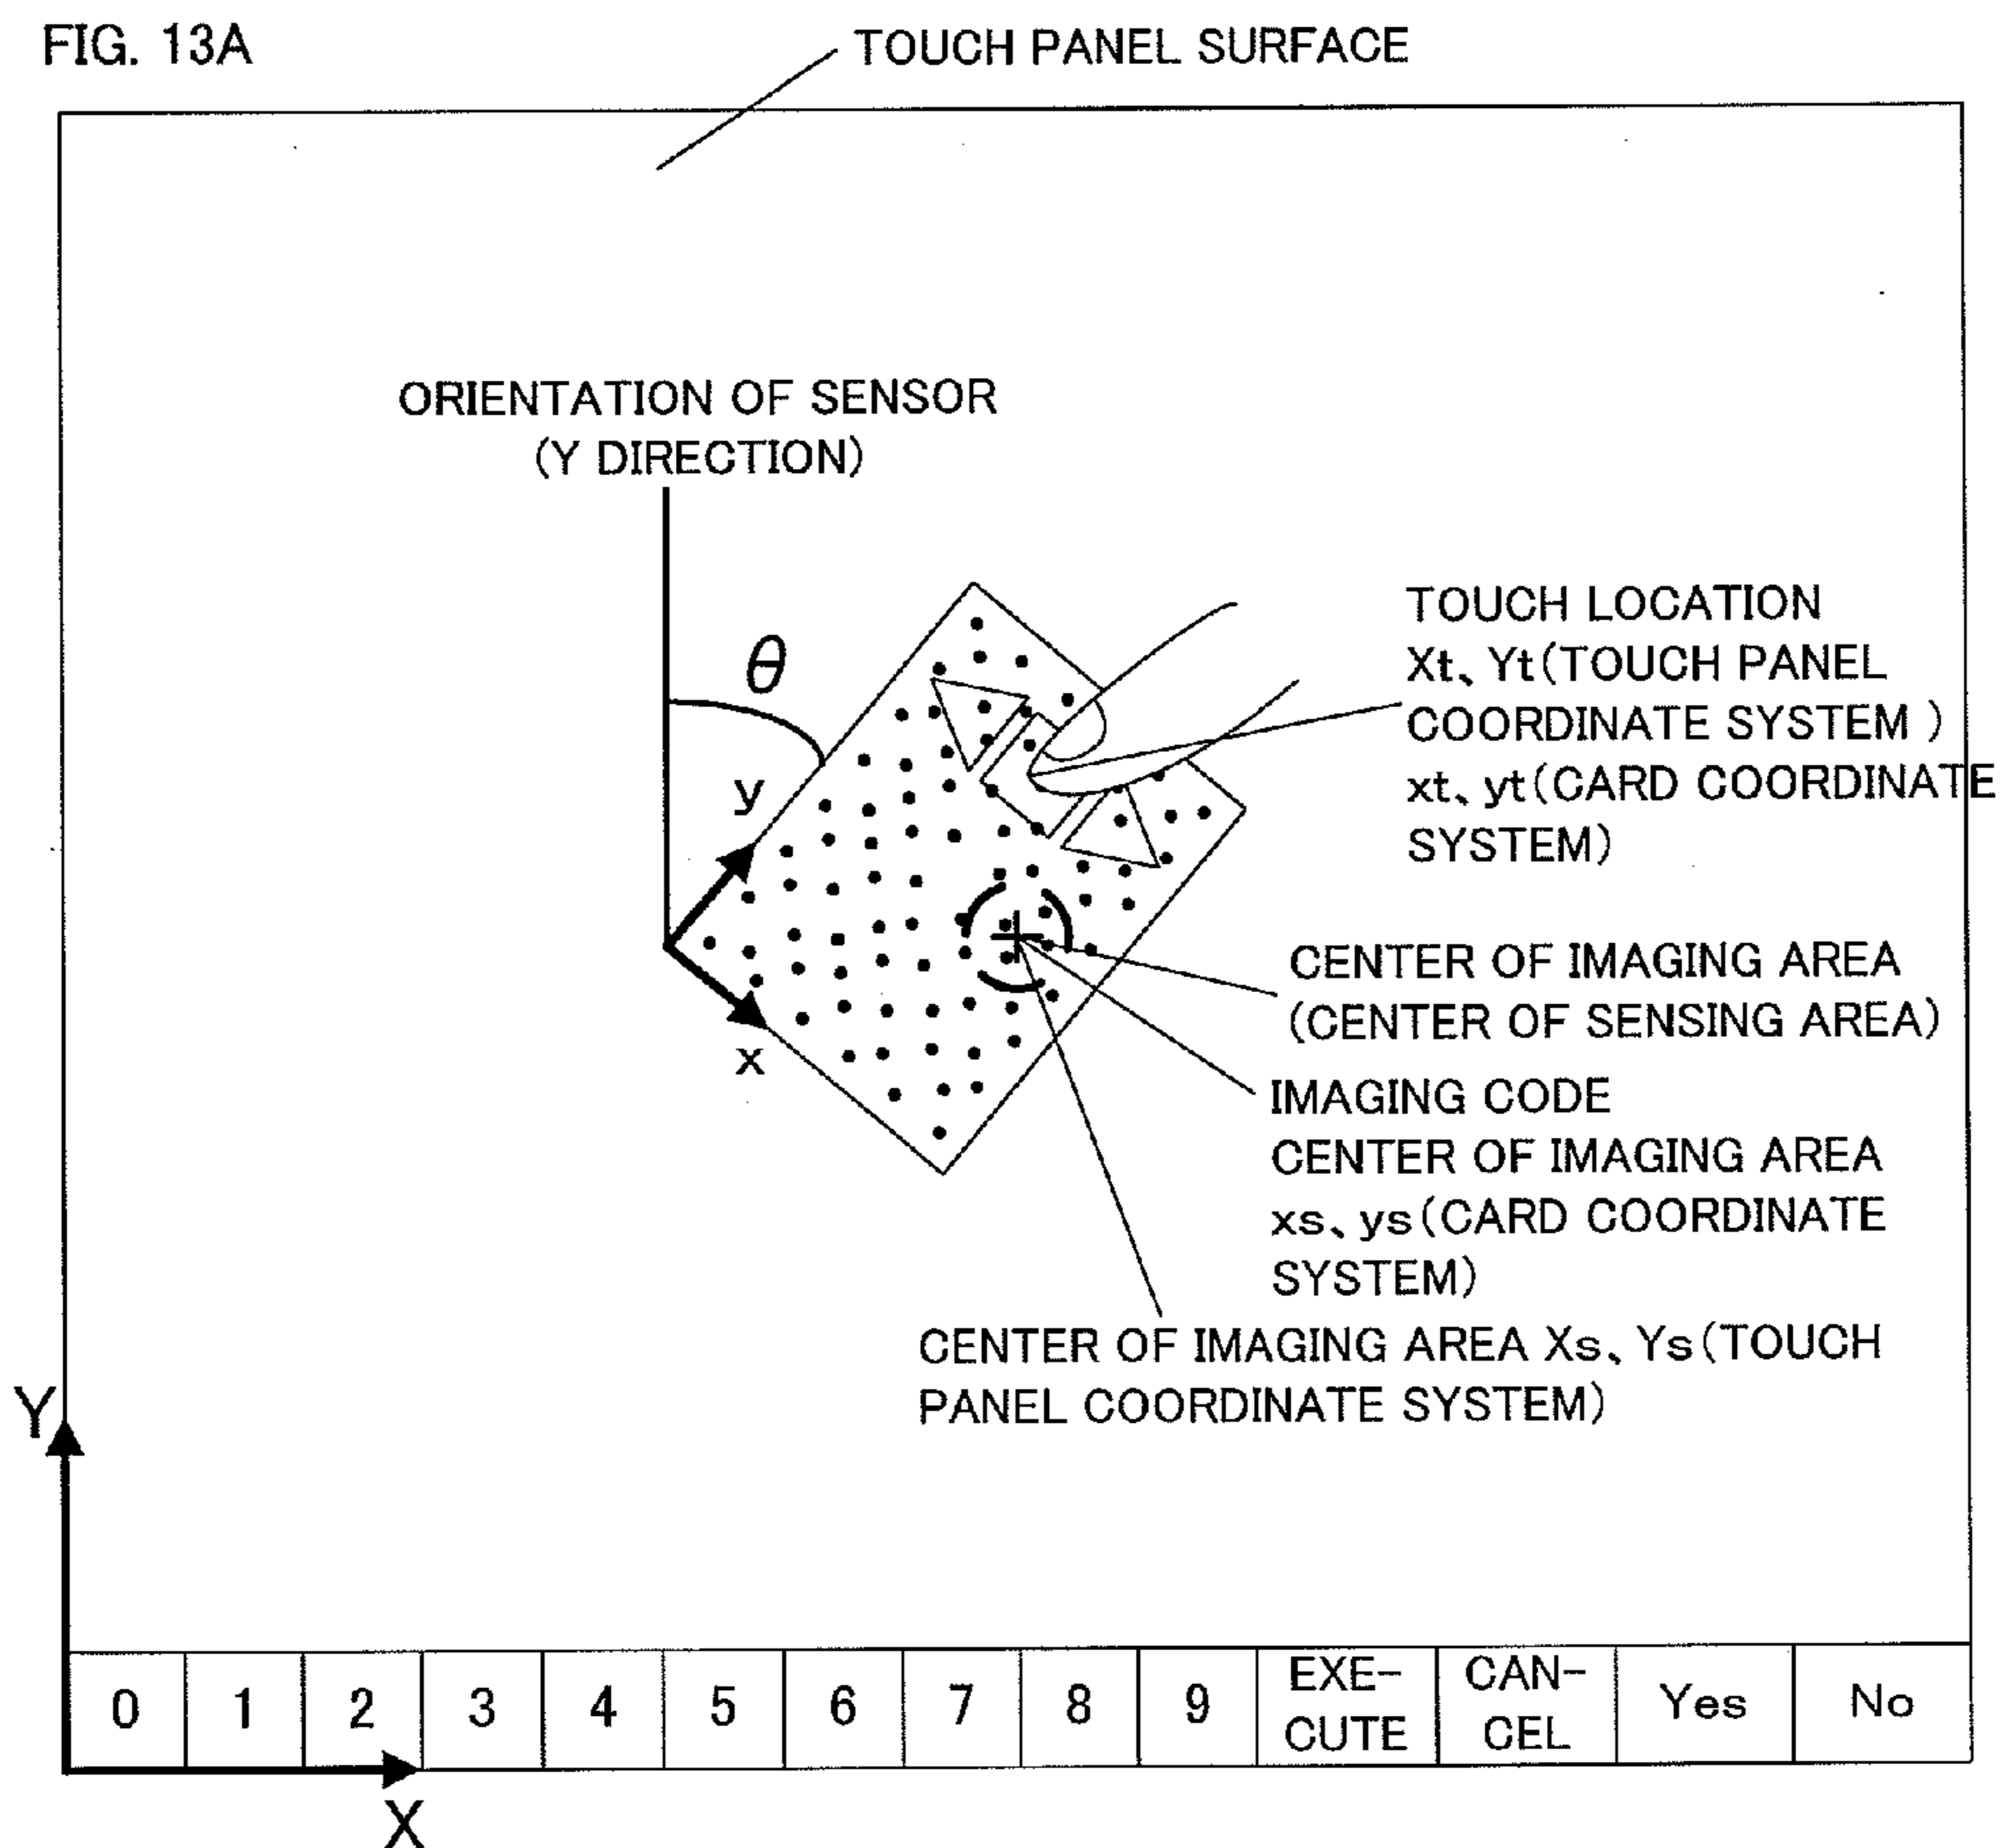 FIG. 13A
TOUCH PANEL SURFACE
ORIENTATION OF SENSOR
(Y DIRECTION)
θ
y
x
TOUCH LOCATION
Xt、Yt(TOUCH PANEL
COORDINATE SYSTEM )
xt、yt(CARD COORDINATE
SYSTEM)
CENTER OF IMAGING AREA
(CENTER OF SENSING AREA)
IMAGING CODE
CENTER OF IMAGING AREA
xs、ys(CARD COORDINATE
SYSTEM)
CENTER OF IMAGING AREA Xs、Ys(TOUCH
PANEL COORDINATE SYSTEM)
Y
0 1 2 3 4 5 6 7 8 9 EXE- CAN- Yes No
CUTE CEL
X